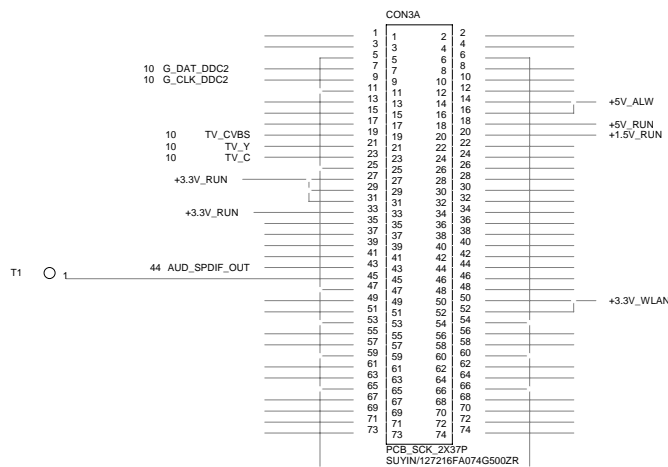 CON3A
1 1 2 2
3 3 4 4
5 5 6 6
10 G_DAT_DDC2 7 7 8 8
10 G_CLK_DDC2 9 9 10 10
11 11 12 12
13 13 14 14 +5V_ALW
15 15 16 16
17 17 18 18 +5V_RUN
10 TV_CVBS 19 19 20 20 +1.5V_RUN
10 TV_Y 21 21 22 22
10 TV_C 23 23 24 24
25 25 26 26
+3.3V_RUN 27 27 28 28
29 29 30 30
31 31 32 32
+3.3V_RUN 33 33 34 34
35 35 36 36
37 37 38 38
39 39 40 40
41 41 42 42
44 AUD_SPDIF_OUT 43 43 44 44
T1 1 45 45 46 46
47 47 48 48
49 49 50 50 +3.3V_WLAN
51 51 52 52
53 53 54 54
55 55 56 56
57 57 58 58
59 59 60 60
61 61 62 62
63 63 64 64
65 65 66 66
67 67 68 68
69 69 70 70
71 71 72 72
73 73 74 74
PCB_SCK_2X37P
SUYIN/127216FA074G500ZR